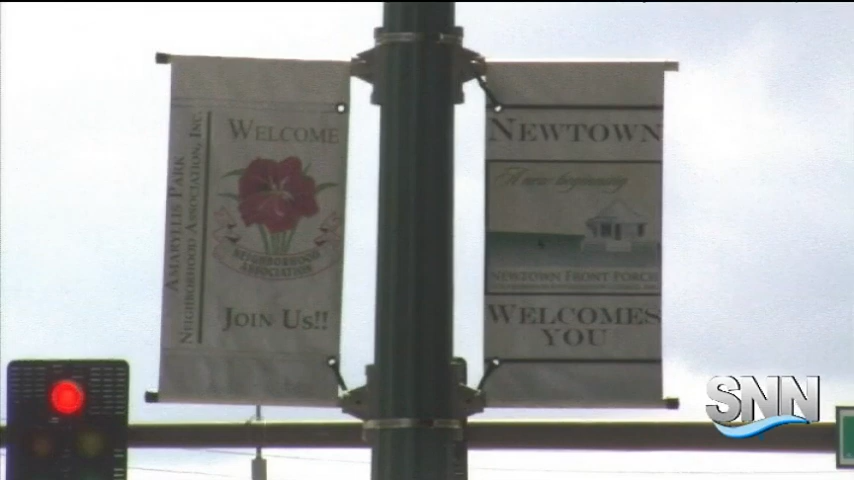 Amaryllis Park
Neighborhood Association, Inc.
Welcome
Neighborhood
Association
Join Us!!
Newtown
A new beginning
Newtown Front Porch
Welcomes
You
SNN